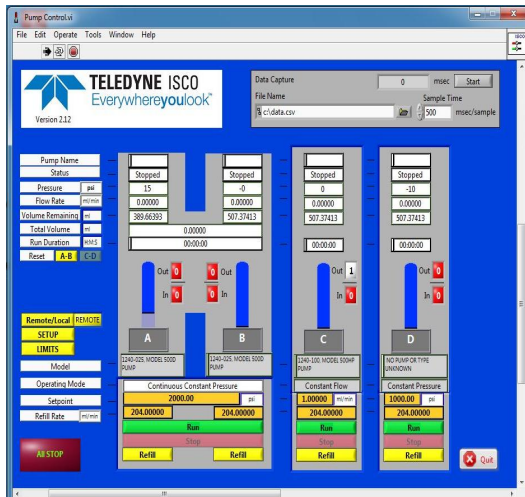 Pump Control.vi
File Edit Operate Tools Window Help
TELEDYNE ISCO
Everywhereyoulook™
Version 2.12
Data Capture 0 msec Start
File Name Sample Time
c:\data.csv 500 msec/sample
Pump Name
Status Stopped Stopped Stopped Stopped
Pressure psi 15 -0 0 -10
Flow Rate ml/min 0.00000 0.00000 0.00000 0.00000
Volume Remaining ml 389.66393 507.37413 507.37413 507.37413
Total Volume ml 0.00000
Run Duration H:M:S 00:00:00 00:00:00 00:00:00
Reset A-B C-D
Out 0 0 Out Out 1 Out 0
In 0 0 In In 0 In 0
Remote/Local REMOTE
SETUP A B C D
LIMITS
Model 1240-025, MODEL 500D PUMP 1240-025, MODEL 500D PUMP 1240-100, MODEL 500HP PUMP NO PUMP OR TYPE UNKNOWN
Operating Mode Continuous Constant Pressure Constant Flow Constant Pressure
Setpoint 2000.00 psi 1.00000 ml/min 1000.00 psi
Refill Rate ml/min 204.00000 204.00000 204.00000 204.00000
Run Run Run
Stop Stop Stop
All STOP Refill Refill Refill Refill
Quit